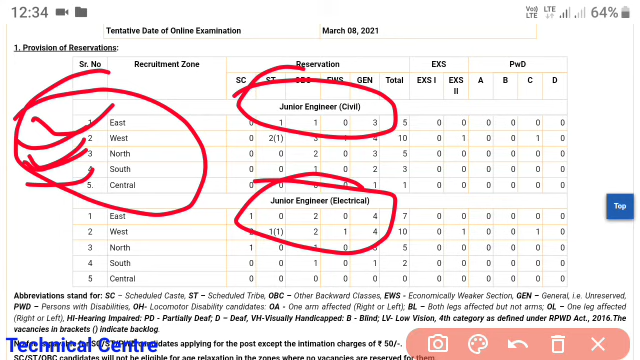 12:34 VoD LTE LTE 64%
Tentative Date of Online Examination March 08, 2021
1. Provision of Reservations:
Sr. No Recruitment Zone Reservation EXS PwD
SC ST OBC EWS GEN Total EXS I EXS II A B C D
Junior Engineer (Civil)
1 East 0 1 1 0 3 5 0 0 0 0 0 0
2 West 0 2(1) 3 1 4 10 0 1 0 0 1 0
3 North 0 0 2 0 3 5 0 0 0 0 0 0
4 South 0 0 1 0 2 3 0 0 0 0 0 0
5. Central 0 0 0 0 1 1 0 0 0 0 0 0
Junior Engineer (Electrical)
1 East 1 0 2 0 4 7 0 0 0 0 0 0
2 West 1(1) 2 1 4 10 0 1 0 0 1 0
3 North 1 0 1 0 3 5 0 0 0 0 0 0
4 South 0 0 1 0 1 2 0 0 0 0 0 0
5 Central 0 0 0 0 0 0 0 0 0 0 0 0
Top
Abbreviations stand for: SC – Scheduled Caste, ST – Scheduled Tribe, OBC – Other Backward Classes, EWS - Economically Weaker Section, GEN – General, i.e. Unreserved,
PWD – Persons with Disabilities, OH- Locomotor Disability candidates: OA - One arm affected (Right or Left); BL – Both legs affected but not arms; OL – One leg affected
(Right or Left), HI-Hearing Impaired: PD - Partially Deaf; D – Deaf, VH-Visually Handicapped: B - Blind; LV- Low Vision, 4th category as defined under RPWD Act., 2016.The
vacancies in brackets () indicate backlog.
candidates applying for the post except the intimation charges of ₹ 50/-.
Technical Centre
SC/ST/OBC candidates will not be eligible for age relaxation in the zones where no vacancies are reserved for them.